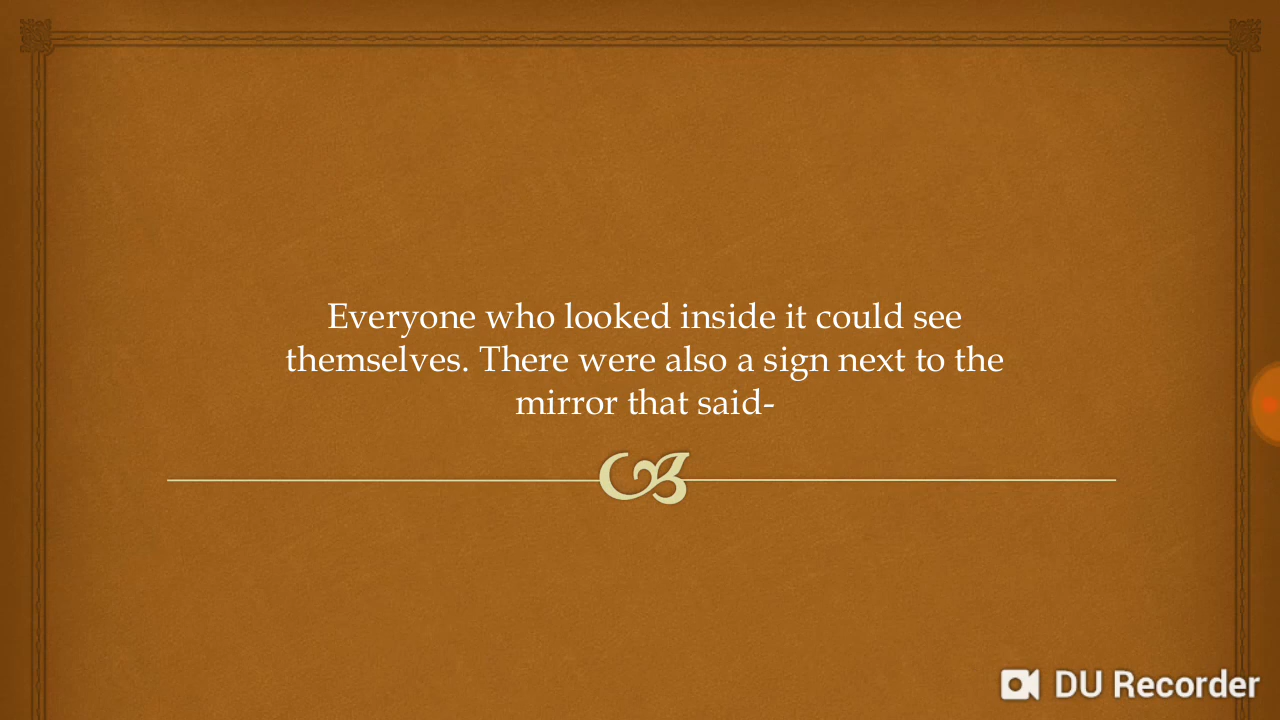 Everyone who looked inside it could see
themselves. There were also a sign next to the
mirror that said-
DU Recorder